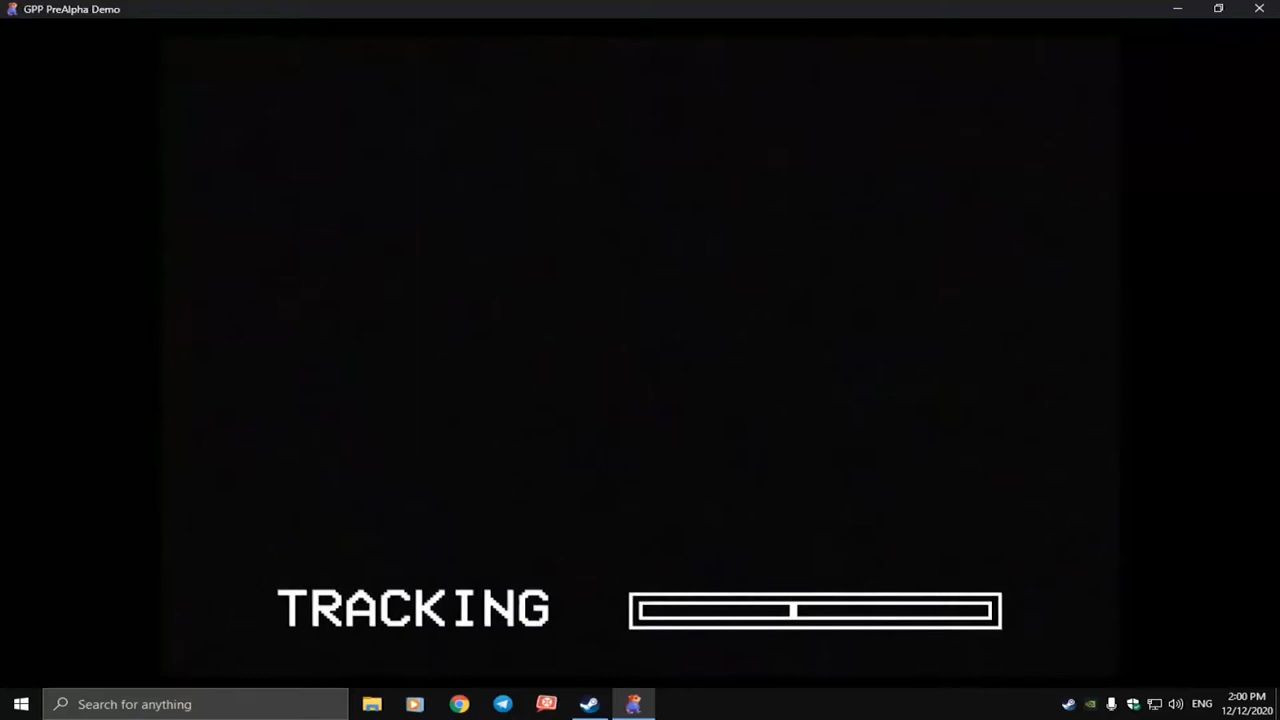 GPP PreAlpha Demo
TRACKING
Search for anything
ENG
2:00 PM
12/12/2020